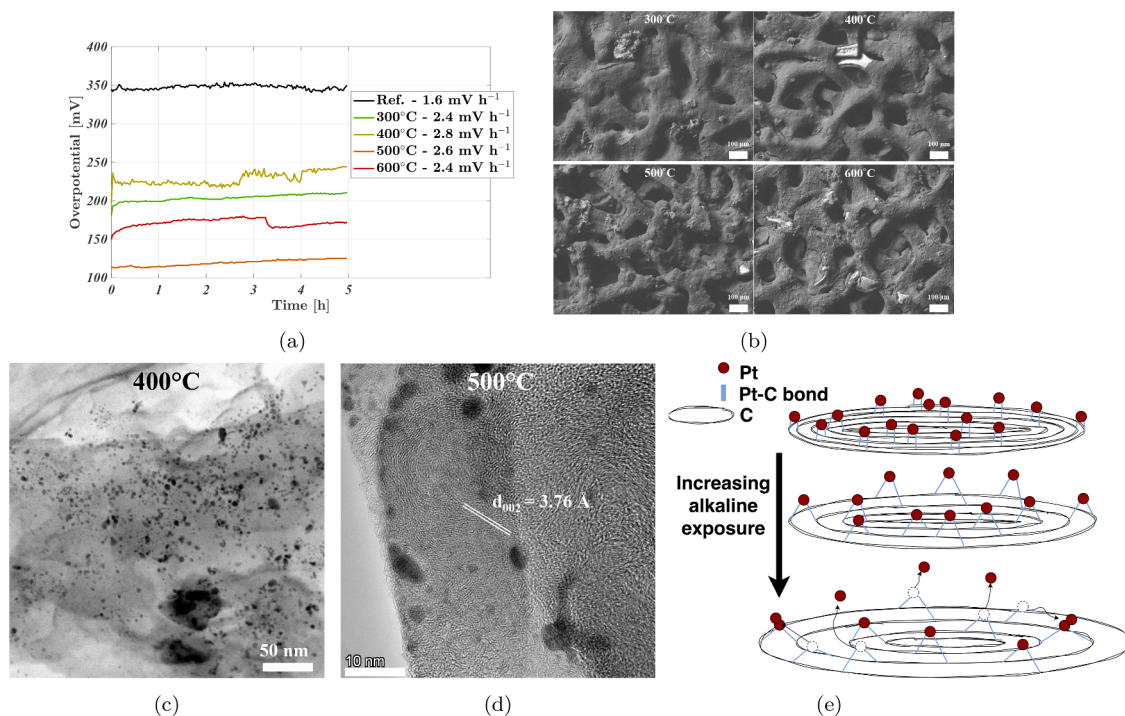 400
350
300
250
200
150
100
0
1
2
3
4
5
Overpotential [mV]
Time [h]
Ref. - 1.6 mV h⁻¹
300°C - 2.4 mV h⁻¹
400°C - 2.8 mV h⁻¹
500°C - 2.6 mV h⁻¹
600°C - 2.4 mV h⁻¹
(a)
300°C
100 µm
400°C
100 µm
500°C
100 µm
600°C
100 µm
(b)
400°C
50 nm
(c)
500°C
d₀₀₂ = 3.76 Å
10 nm
(d)
Pt
Pt-C bond
C
Increasing
alkaline
exposure
(e)